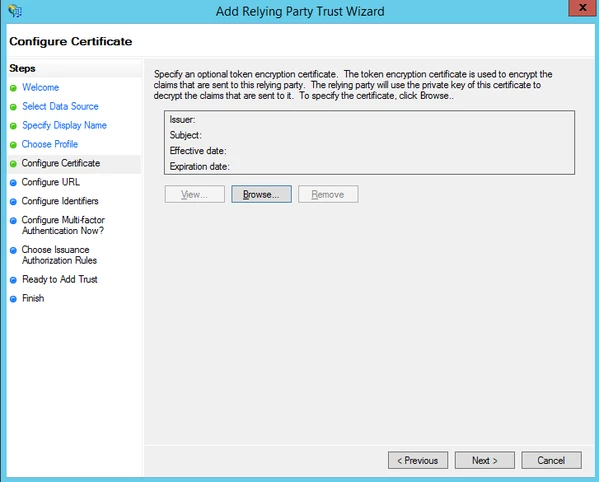 Add Relying Party Trust Wizard
x
Configure Certificate
Steps
Welcome
Select Data Source
Specify Display Name
Choose Profile
Configure Certificate
Configure URL
Configure Identifiers
Configure Multi-factor
Authentication Now?
Choose Issuance
Authorization Rules
Ready to Add Trust
Finish
Specify an optional token encryption certificate. The token encryption certificate is used to encrypt the
claims that are sent to this relying party. The relying party will use the private key of this certificate to
decrypt the claims that are sent to it. To specify the certificate, click Browse..
Issuer:
Subject:
Effective date:
Expiration date:
View... Browse... Remove
< Previous Next > Cancel